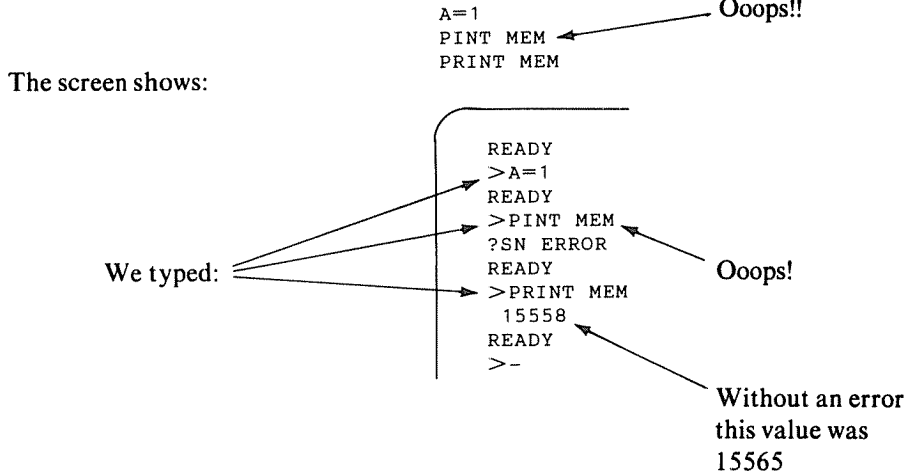 A=1
Ooops!!
PINT MEM
PRINT MEM
The screen shows:
READY
>A=1
READY
>PINT MEM
?SN ERROR
READY
We typed:
Ooops!
>PRINT MEM
15558
READY
>-
Without an error
this value was
15565